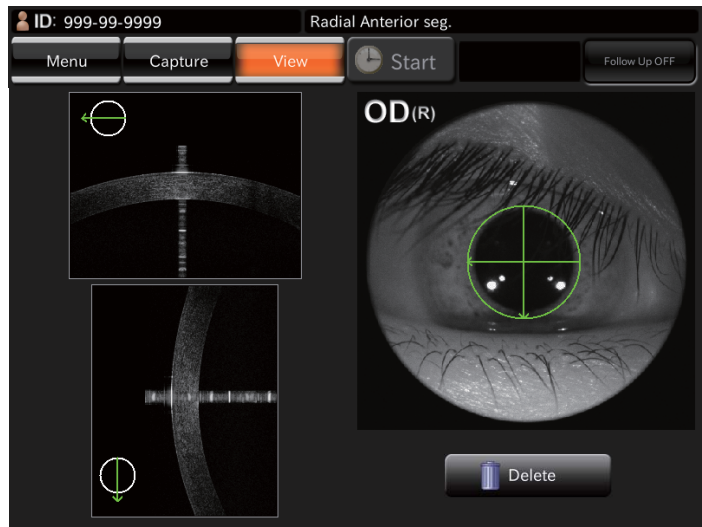 ID: 999-99-9999
Radial Anterior seg.
Menu
Capture
View
Start
Follow Up OFF
OD(R)
Delete